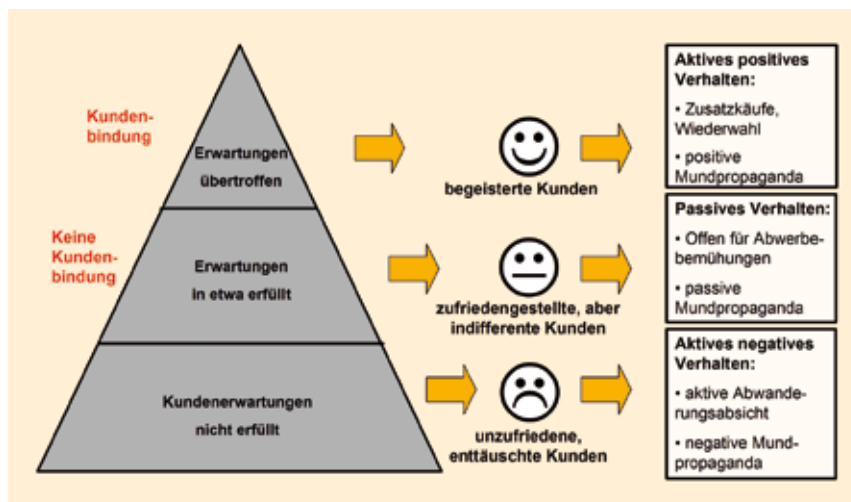 Kunden-
bindung
Erwartungen
übertroffen
begeisterte Kunden
Aktives positives
Verhalten:
• Zusatzkäufe,
Wiederwahl
• positive
Mundpropaganda
Keine
Kunden-
bindung
Erwartungen
in etwa erfüllt
zufriedengestellte, aber
indifferente Kunden
Passives Verhalten:
• Offen für Abwerbe-
bemühungen
• passive
Mundpropaganda
Kundenerwartungen
nicht erfüllt
unzufriedene,
enttäuschte Kunden
Aktives negatives
Verhalten:
• aktive Abwande-
rungsabsicht
• negative Mund-
propaganda